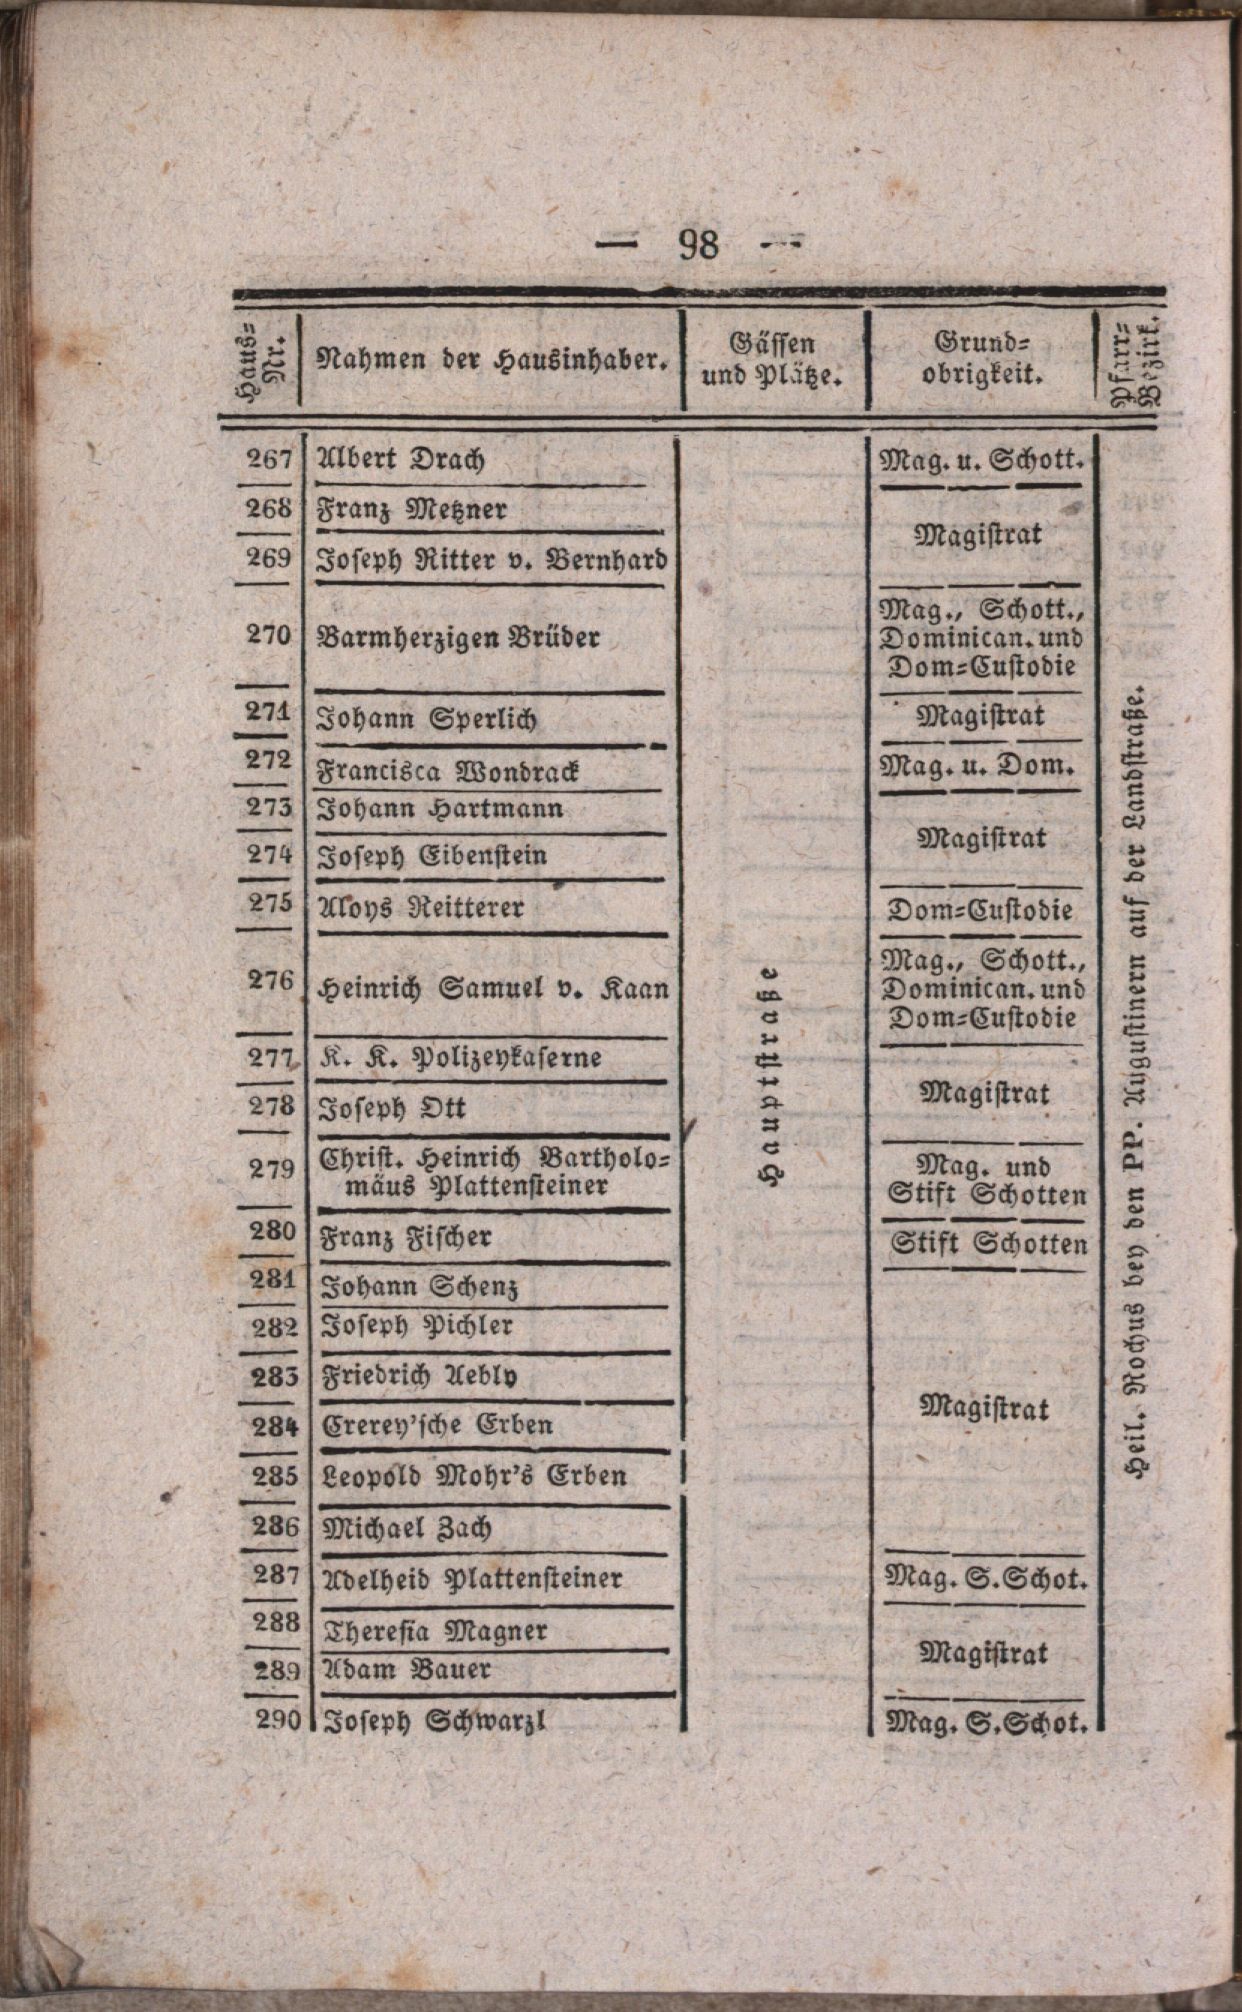 — 98 —
Haus-
Nr.
Nahmen der Hausinhaber.
Gässen
und Plätze.
Grund-
obrigkeit.
Pfarr-
Bezirk.
267 Albert Drach Mag. u. Schott.
268 Franz Metzner
Magistrat
269 Joseph Ritter v. Bernhard
270 Barmherzigen Brüder
Mag., Schott.,
Dominican. und
Dom-Custodie
271 Johann Sperlich Magistrat
272 Francisca Wondrack Mag. u. Dom.
273 Johann Hartmann
Magistrat
274 Joseph Eibenstein
275 Aloys Reitterer Dom-Custodie
276 Heinrich Samuel v. Kaan
Mag., Schott.,
Dominican. und
Dom-Custodie
277 K. K. Polizeykaserne
Magistrat
278 Joseph Ott
279 Christ. Heinrich Bartholo-
mäus Plattensteiner
Mag. und
Stift Schotten
280 Franz Fischer Stift Schotten
281 Johann Schenz
282 Joseph Pichler
283 Friedrich Aebly
284 Crerey'sche Erben
Magistrat
285 Leopold Mohr's Erben
286 Michael Zach
287 Adelheid Plattensteiner Mag. S. Schot.
288 Theresia Magner
Magistrat
289 Adam Bauer
290 Joseph Schwarzl Mag. S. Schot.
Hauptstraße
Heil. Rochus bey den PP. Augustinern auf der Landstraße.